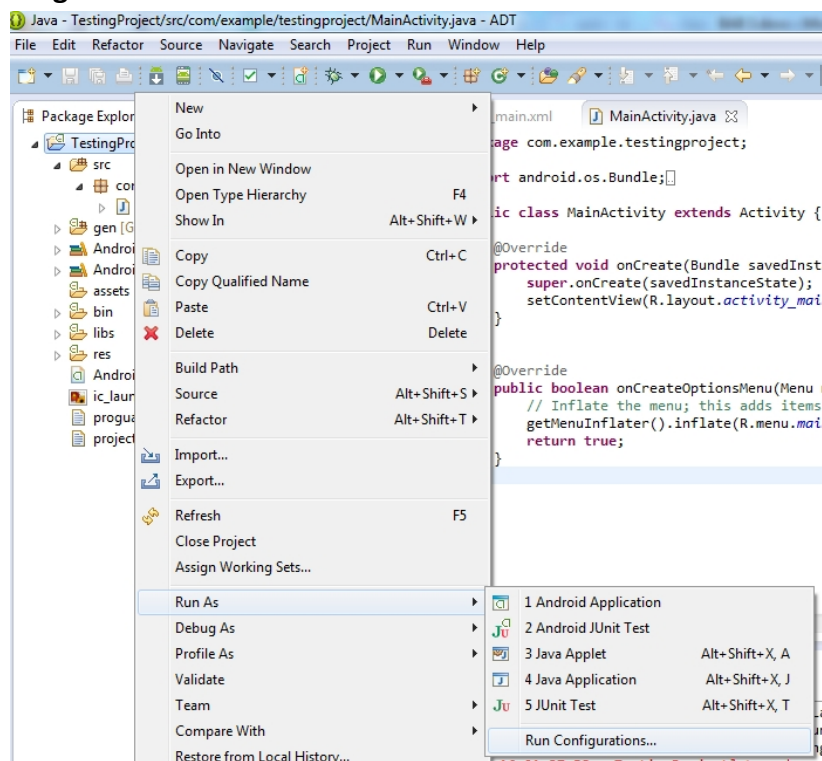 Java - TestingProject/src/com/example/testingproject/MainActivity.java - ADT
File Edit Refactor Source Navigate Search Project Run Window Help
Package Explor
TestingPro
src
J
gen [G
Androi
Androi
assets
bin
libs
res
Androi
ic_laun
progua
project
New
Go Into
Open in New Window
Open Type Hierarchy F4
Show In Alt+Shift+W
Copy Ctrl+C
Copy Qualified Name
Paste Ctrl+V
Delete Delete
Build Path
Source Alt+Shift+S
Refactor Alt+Shift+T
Import...
Export...
Refresh F5
Close Project
Assign Working Sets...
Run As
Debug As
Profile As
Validate
Team
Compare With
Restore from Local History...
_main.xml MainActivity.java
age com.example.testingproject;
rt android.os.Bundle;
ic class MainActivity extends Activity {
@Override
protected void onCreate(Bundle savedInst
super.onCreate(savedInstanceState);
setContentView(R.layout.activity_mai
}
@Override
public boolean onCreateOptionsMenu(Menu
// Inflate the menu; this adds items
getMenuInflater().inflate(R.menu.mai
return true;
}
1 Android Application
2 Android JUnit Test
3 Java Applet Alt+Shift+X, A
4 Java Application Alt+Shift+X, J
5 JUnit Test Alt+Shift+X, T
Run Configurations...